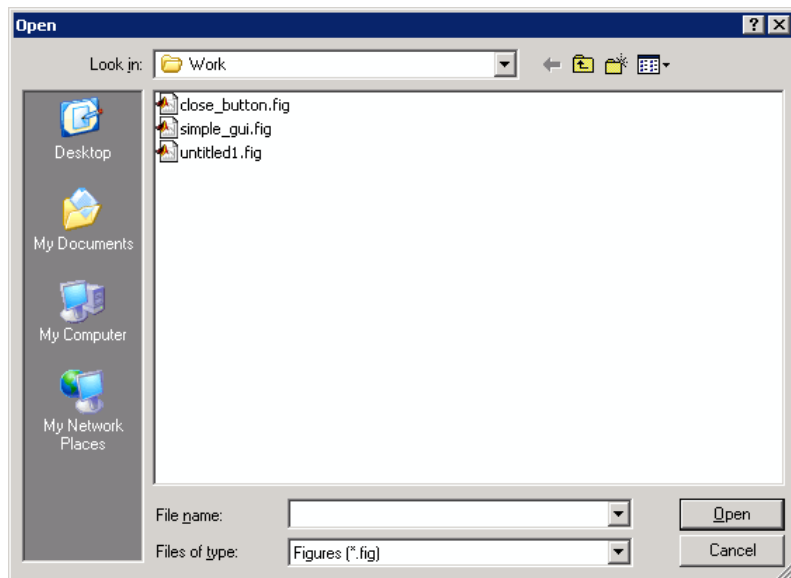 Open
Look in: Work
close_button.fig
simple_gui.fig
untitled1.fig
Desktop
My Documents
My Computer
My Network
Places
File name: Open
Files of type: Figures (*.fig) Cancel